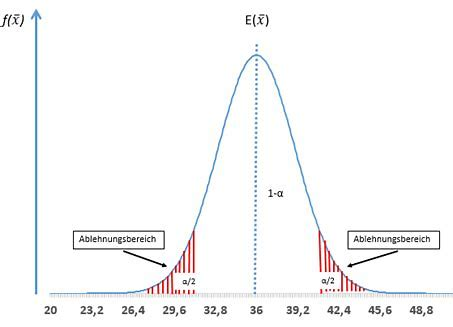 f(x̄)
E(x̄)
1-α
Ablehnungsbereich
Ablehnungsbereich
α/2
α/2
20 23,2 26,4 29,6 32,8 36 39,2 42,4 45,6 48,8